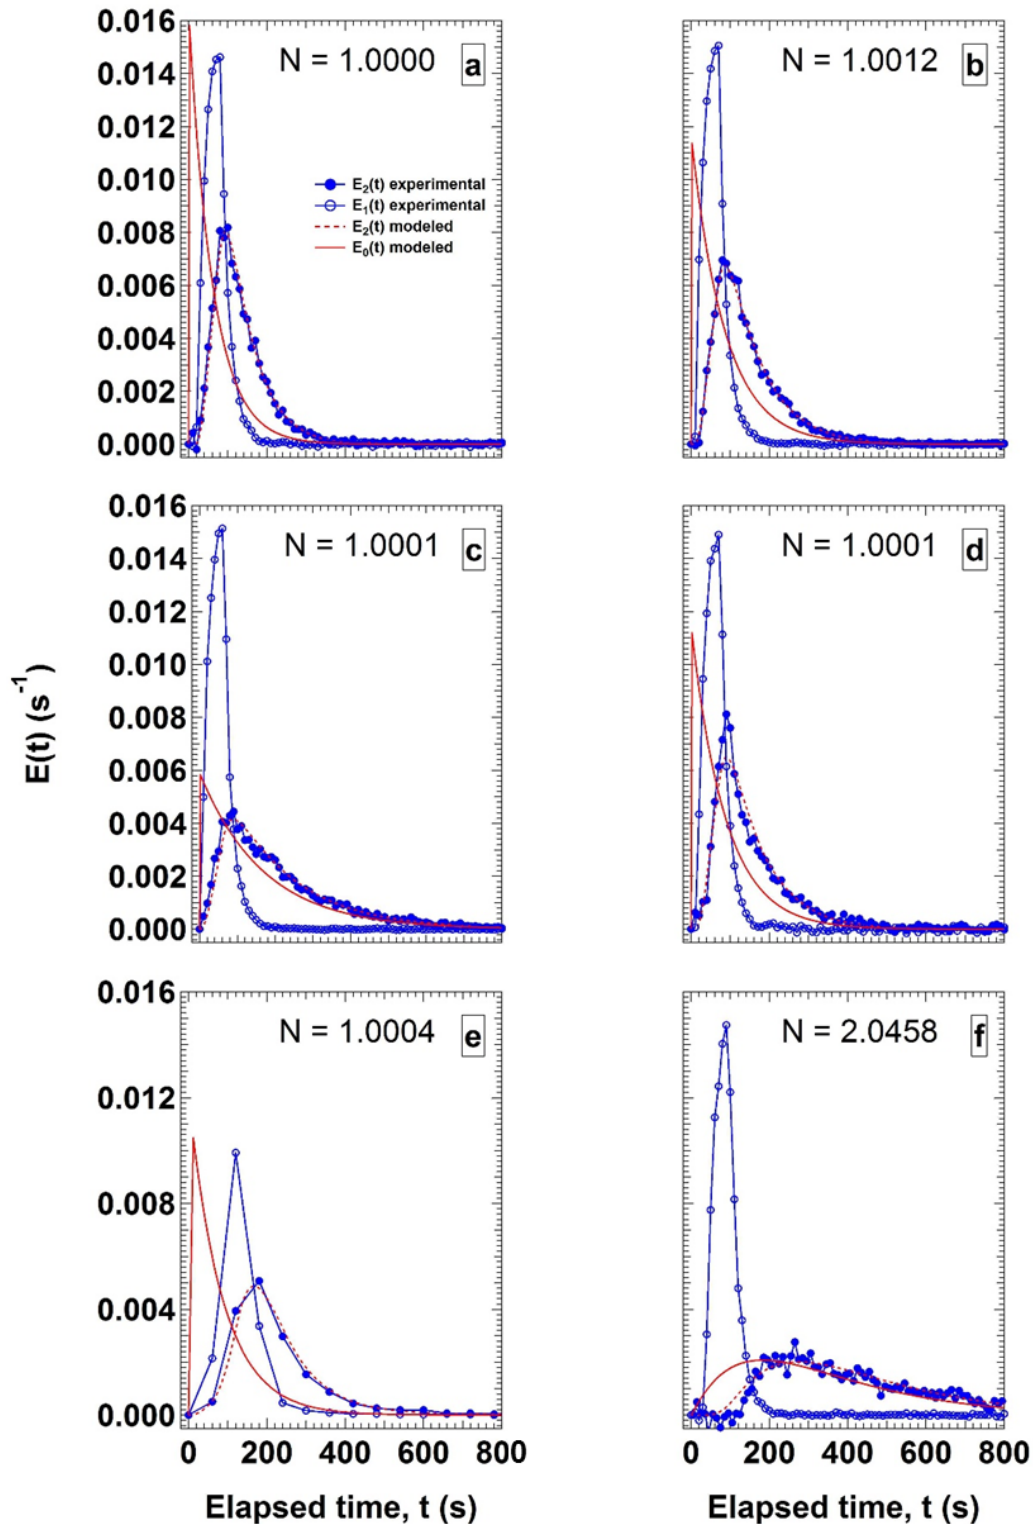 0.016
0.014
0.012
0.010
0.008
0.006
0.004
0.002
0.000
N = 1.0000
a
E2(t) experimental
E1(t) experimental
E2(t) modeled
E0(t) modeled
N = 1.0012
b
0.016
0.014
0.012
0.010
0.008
0.006
0.004
0.002
0.000
N = 1.0001
c
N = 1.0001
d
E(t) (s-1)
0.016
0.012
0.008
0.004
0.000
N = 1.0004
e
N = 2.0458
f
0 200 400 600 800
0 200 400 600 800
Elapsed time, t (s)
Elapsed time, t (s)